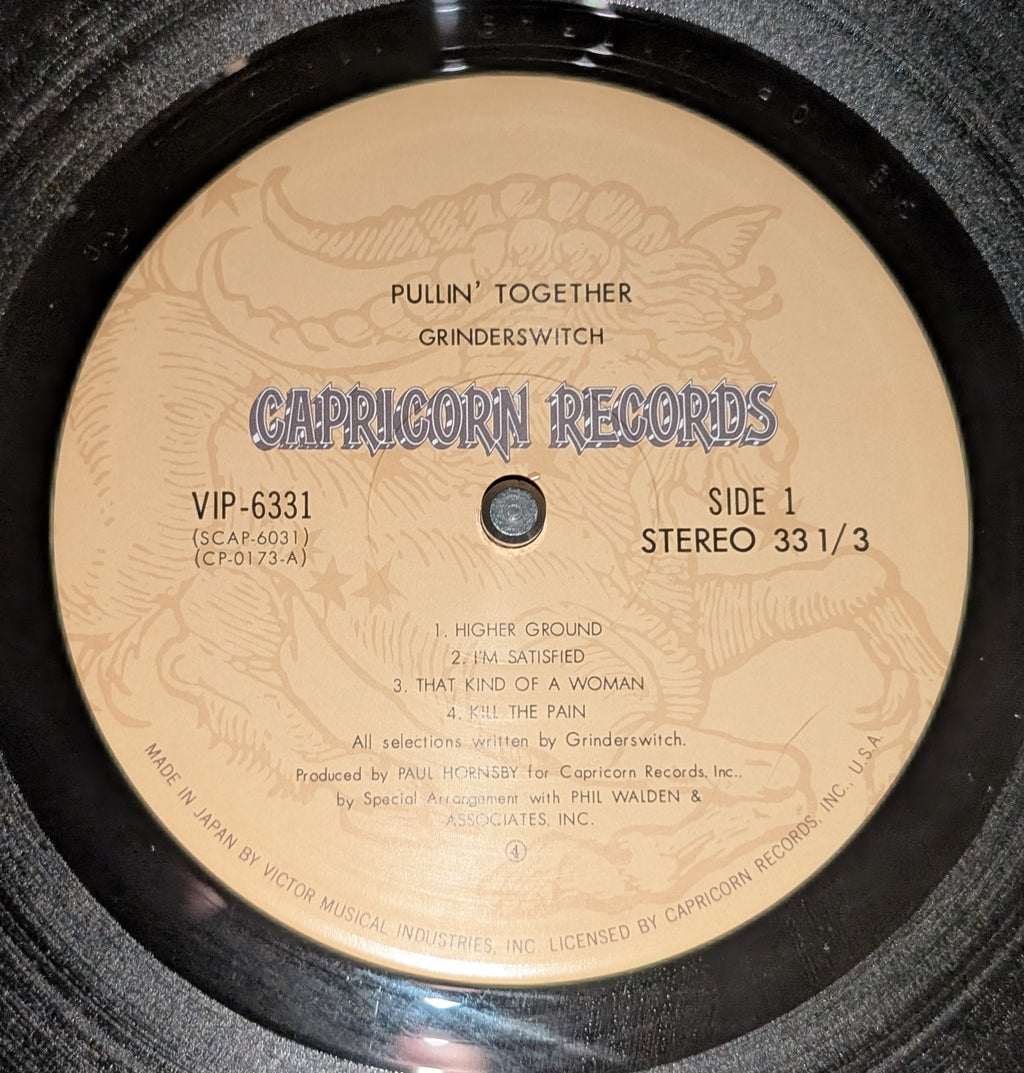 PULLIN' TOGETHER
GRINDERSWITCH
CAPRICORN RECORDS
VIP-6331
(SCAP-6031)
(CP-0173-A)
SIDE 1
STEREO 33 1/3
1. HIGHER GROUND
2. I'M SATISFIED
3. THAT KIND OF A WOMAN
4. KILL THE PAIN
All selections written by Grinderswitch.
Produced by PAUL HORNSBY for Capricorn Records, Inc..
by Special Arrangement with PHIL WALDEN &
ASSOCIATES, INC.
④
MADE IN JAPAN BY VICTOR MUSICAL INDUSTRIES, INC. LICENSED BY CAPRICORN RECORDS, INC., U.S.A.